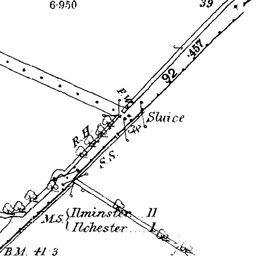 6·950
39
92
·457
F.W.
Sluice
R.H.
S.S.
M.S. { Ilminster....11
Ilchester.....1
B.M. 41·3